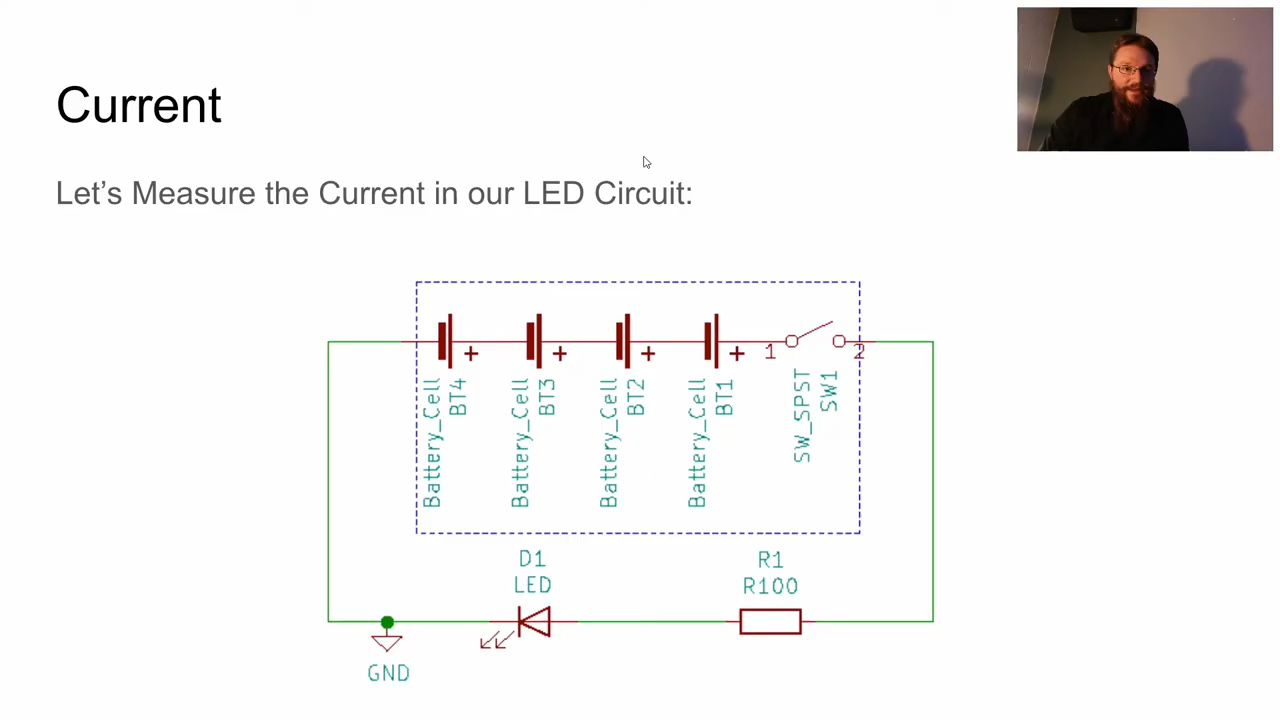 Current
Let's Measure the Current in our LED Circuit:
+
+
+
+
1
2
Battery_Cell
BT4
Battery_Cell
BT3
Battery_Cell
BT2
Battery_Cell
BT1
SW_SPST
SW1
D1
LED
R1
R100
GND